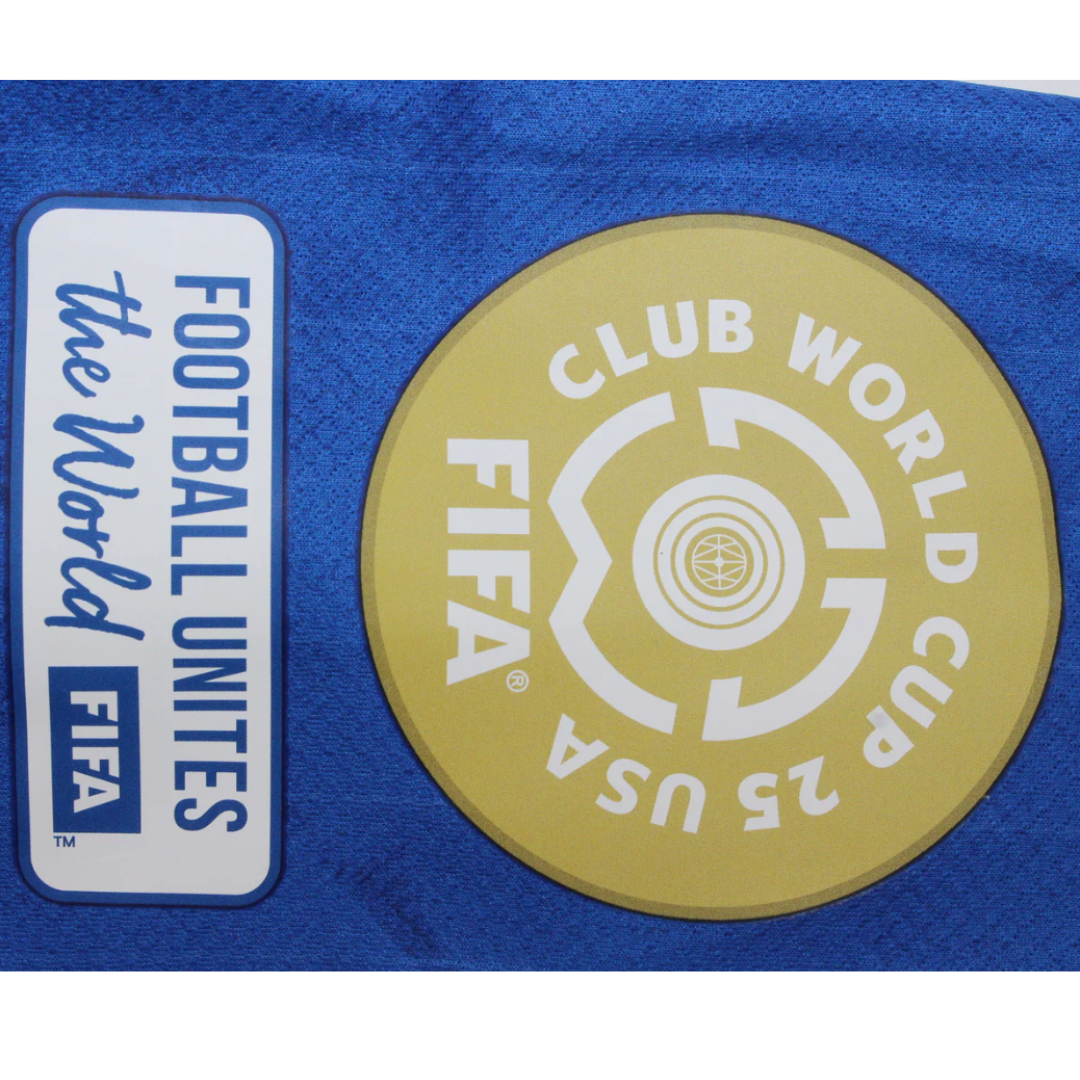 CLUB WORLD CUP 25 USA
FIFA®
FOOTBALL UNITES
the World
FIFA
TM